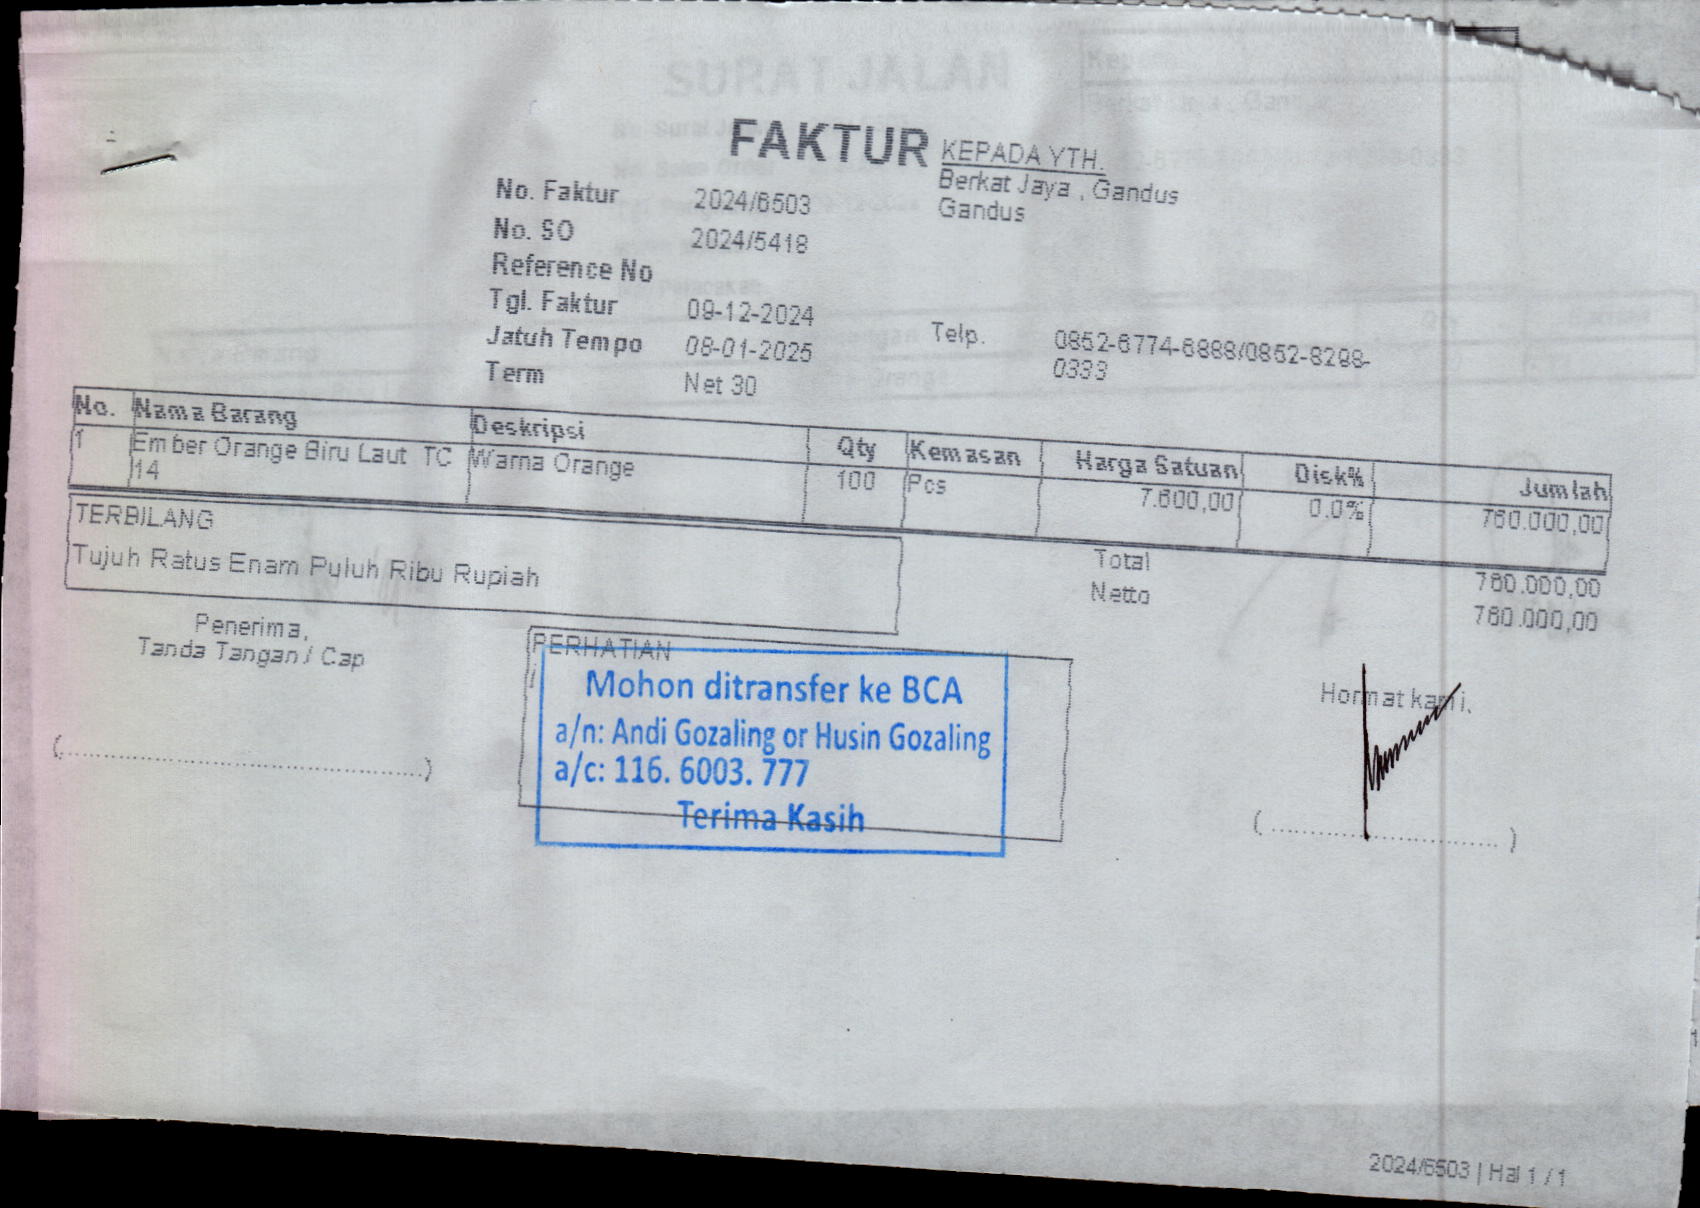 FAKTUR
KEPADA YTH.
Berkat Jaya , Gandus
Gandus
No. Faktur 2024/6503
No. SO 2024/5418
Reference No
Tgl. Faktur 09-12-2024
Jatuh Tempo 08-01-2025
Term Net 30
Telp. 0852-6774-6888/0852-8298-
0333
No. Nama Barang Deskripsi Qty Kemasan Harga Satuan Disk% Jumlah
1 Ember Orange Biru Laut TC Warna Orange 100 Pcs 7.600,00 0.0% 760.000,00
14
TERBILANG
Tujuh Ratus Enam Puluh Ribu Rupiah
Total 760.000,00
Netto 760.000,00
Penerima,
Tanda Tangan / Cap
(....................................................)
PERHATIAN
Mohon ditransfer ke BCA
a/n: Andi Gozaling or Husin Gozaling
a/c: 116. 6003. 777
Terima Kasih
Hormat kami,
( ................................. )
2024/6503 | Hal 1 / 1
SURAT JALAN